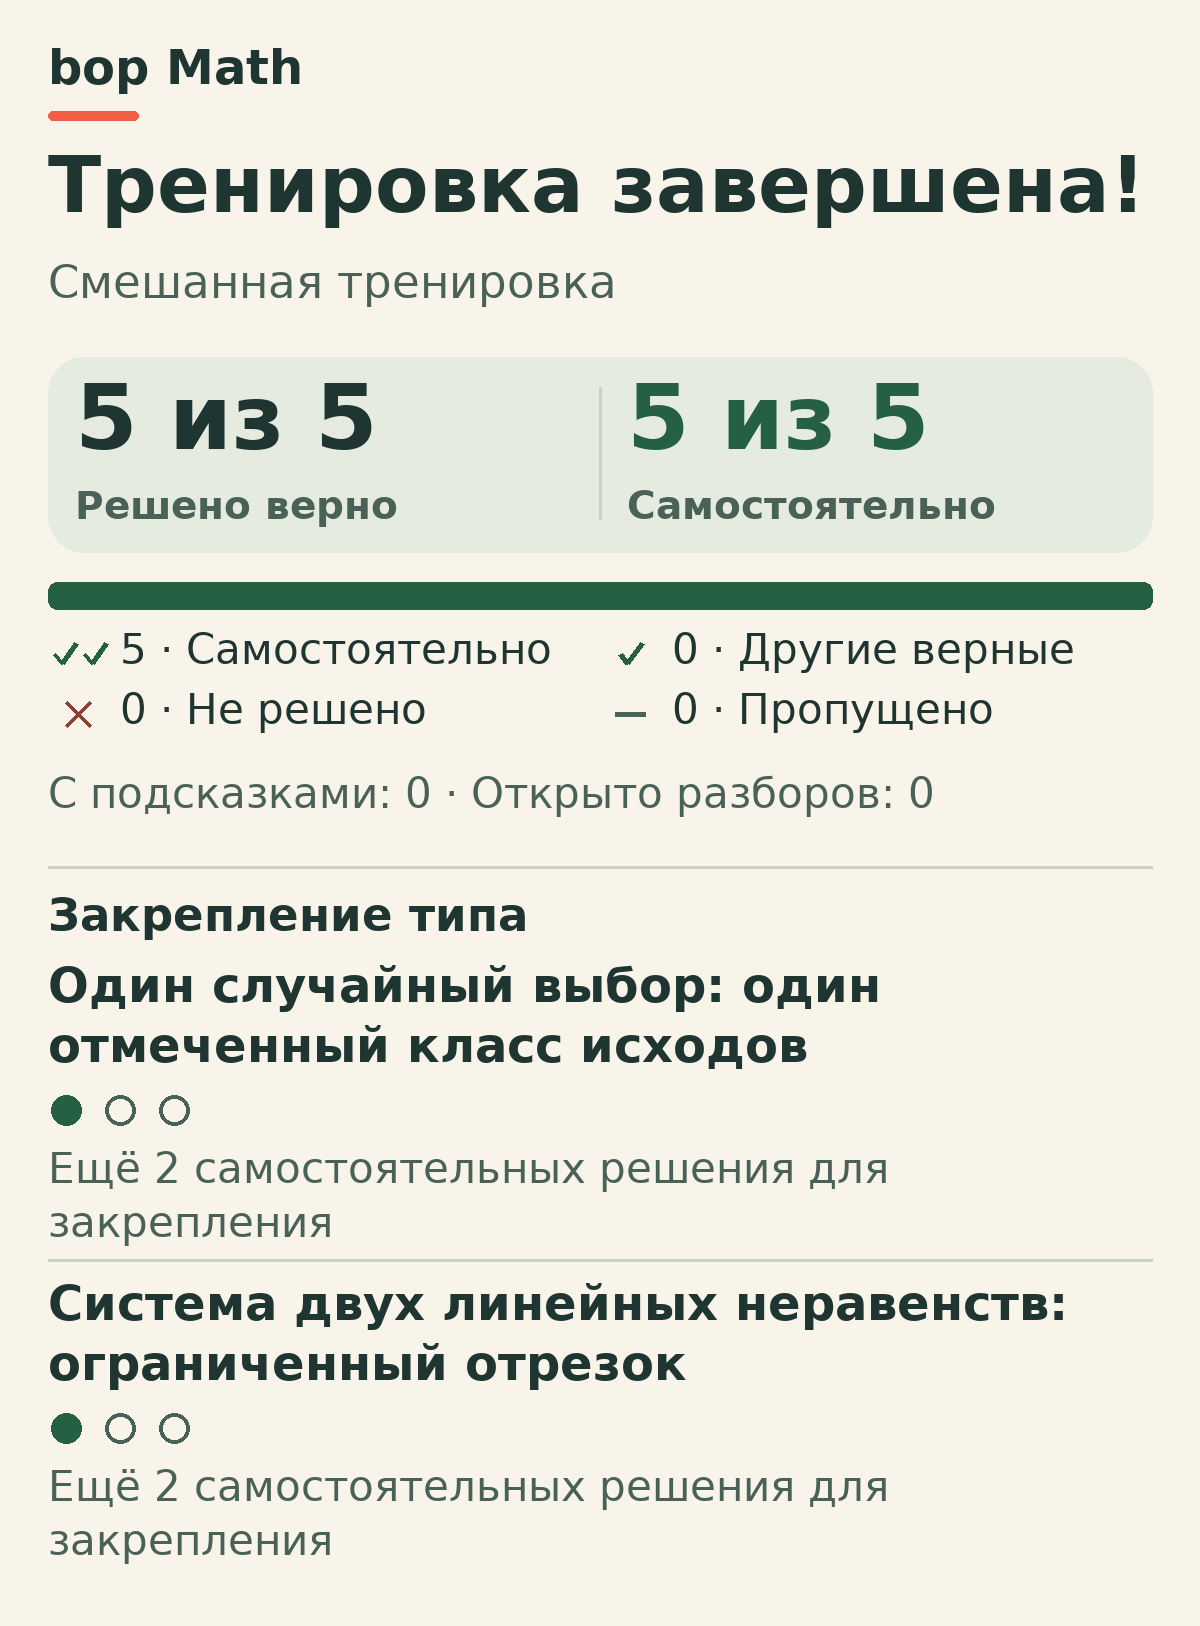 bop Math
Тренировка завершена!
Смешанная тренировка
5 из 5
Решено верно
5 из 5
Самостоятельно
5 · Самостоятельно
0 · Другие верные
0 · Не решено
0 · Пропущено
С подсказками: 0 · Открыто разборов: 0
Закрепление типа
Один случайный выбор: один
отмеченный класс исходов
Ещё 2 самостоятельных решения для
закрепления
Система двух линейных неравенств:
ограниченный отрезок
Ещё 2 самостоятельных решения для
закрепления